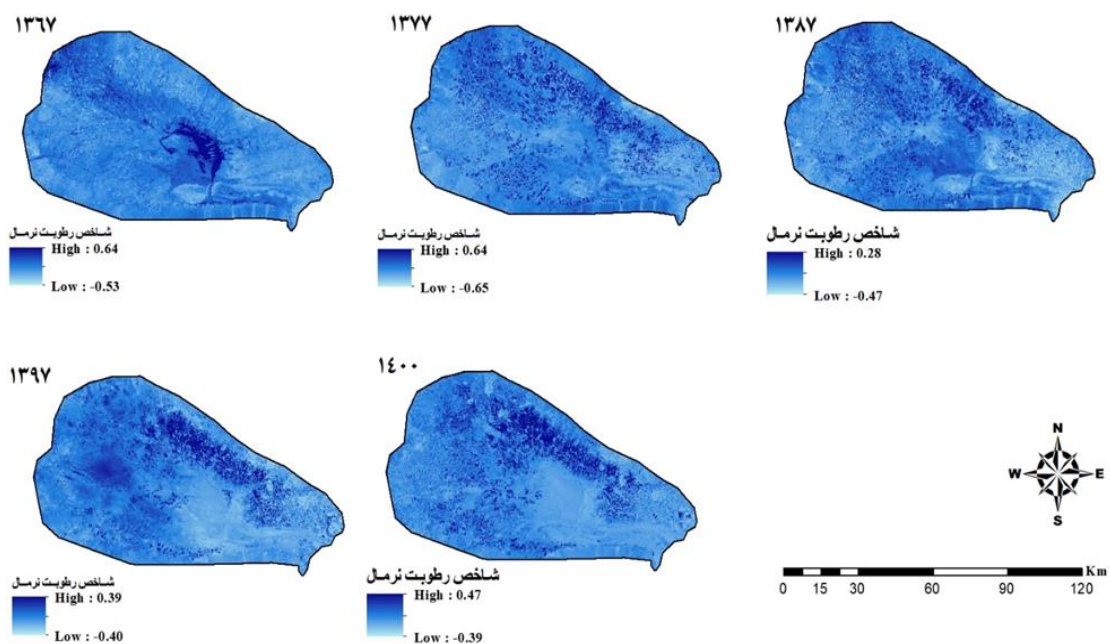 ۱۳۶۷
شاخص رطوبت نرمال
High : 0.64
Low : -0.53
۱۳۷۷
شاخص رطوبت نرمال
High : 0.64
Low : -0.65
۱۳۸۷
شاخص رطوبت نرمال
High : 0.28
Low : -0.47
۱۳۹۷
شاخص رطوبت نرمال
High : 0.39
Low : -0.40
۱٤۰۰
شاخص رطوبت نرمال
High : 0.47
Low : -0.39
N
W E
S
Km
0 15 30 60 90 120